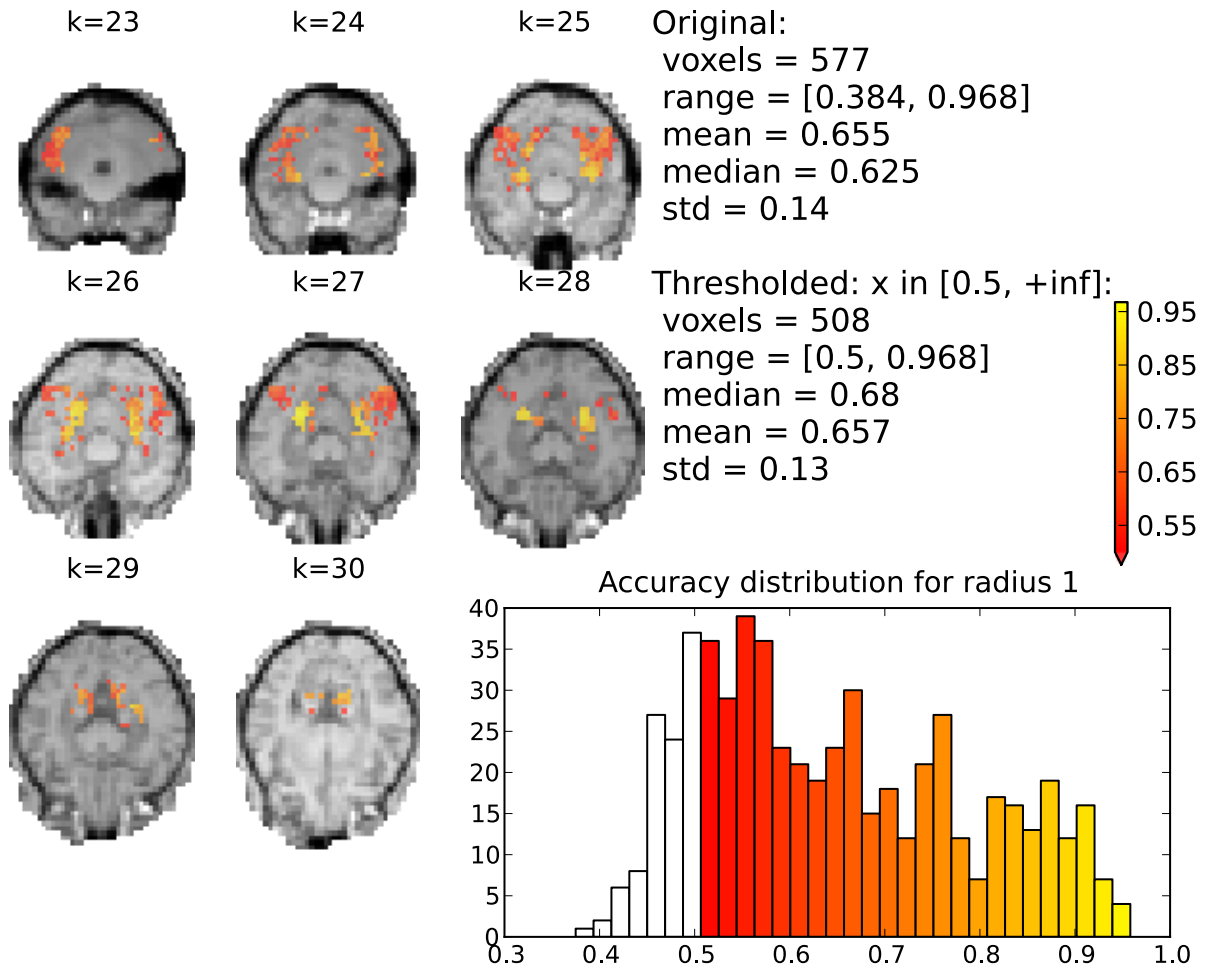 k=23
k=24
k=25
Original:
voxels = 577
range = [0.384, 0.968]
mean = 0.655
median = 0.625
std = 0.14
k=26
k=27
k=28
Thresholded: x in [0.5, +inf]:
voxels = 508
range = [0.5, 0.968]
median = 0.68
mean = 0.657
std = 0.13
0.95
0.85
0.75
0.65
0.55
k=29
k=30
Accuracy distribution for radius 1
40
35
30
25
20
15
10
5
0
0.3 0.4 0.5 0.6 0.7 0.8 0.9 1.0